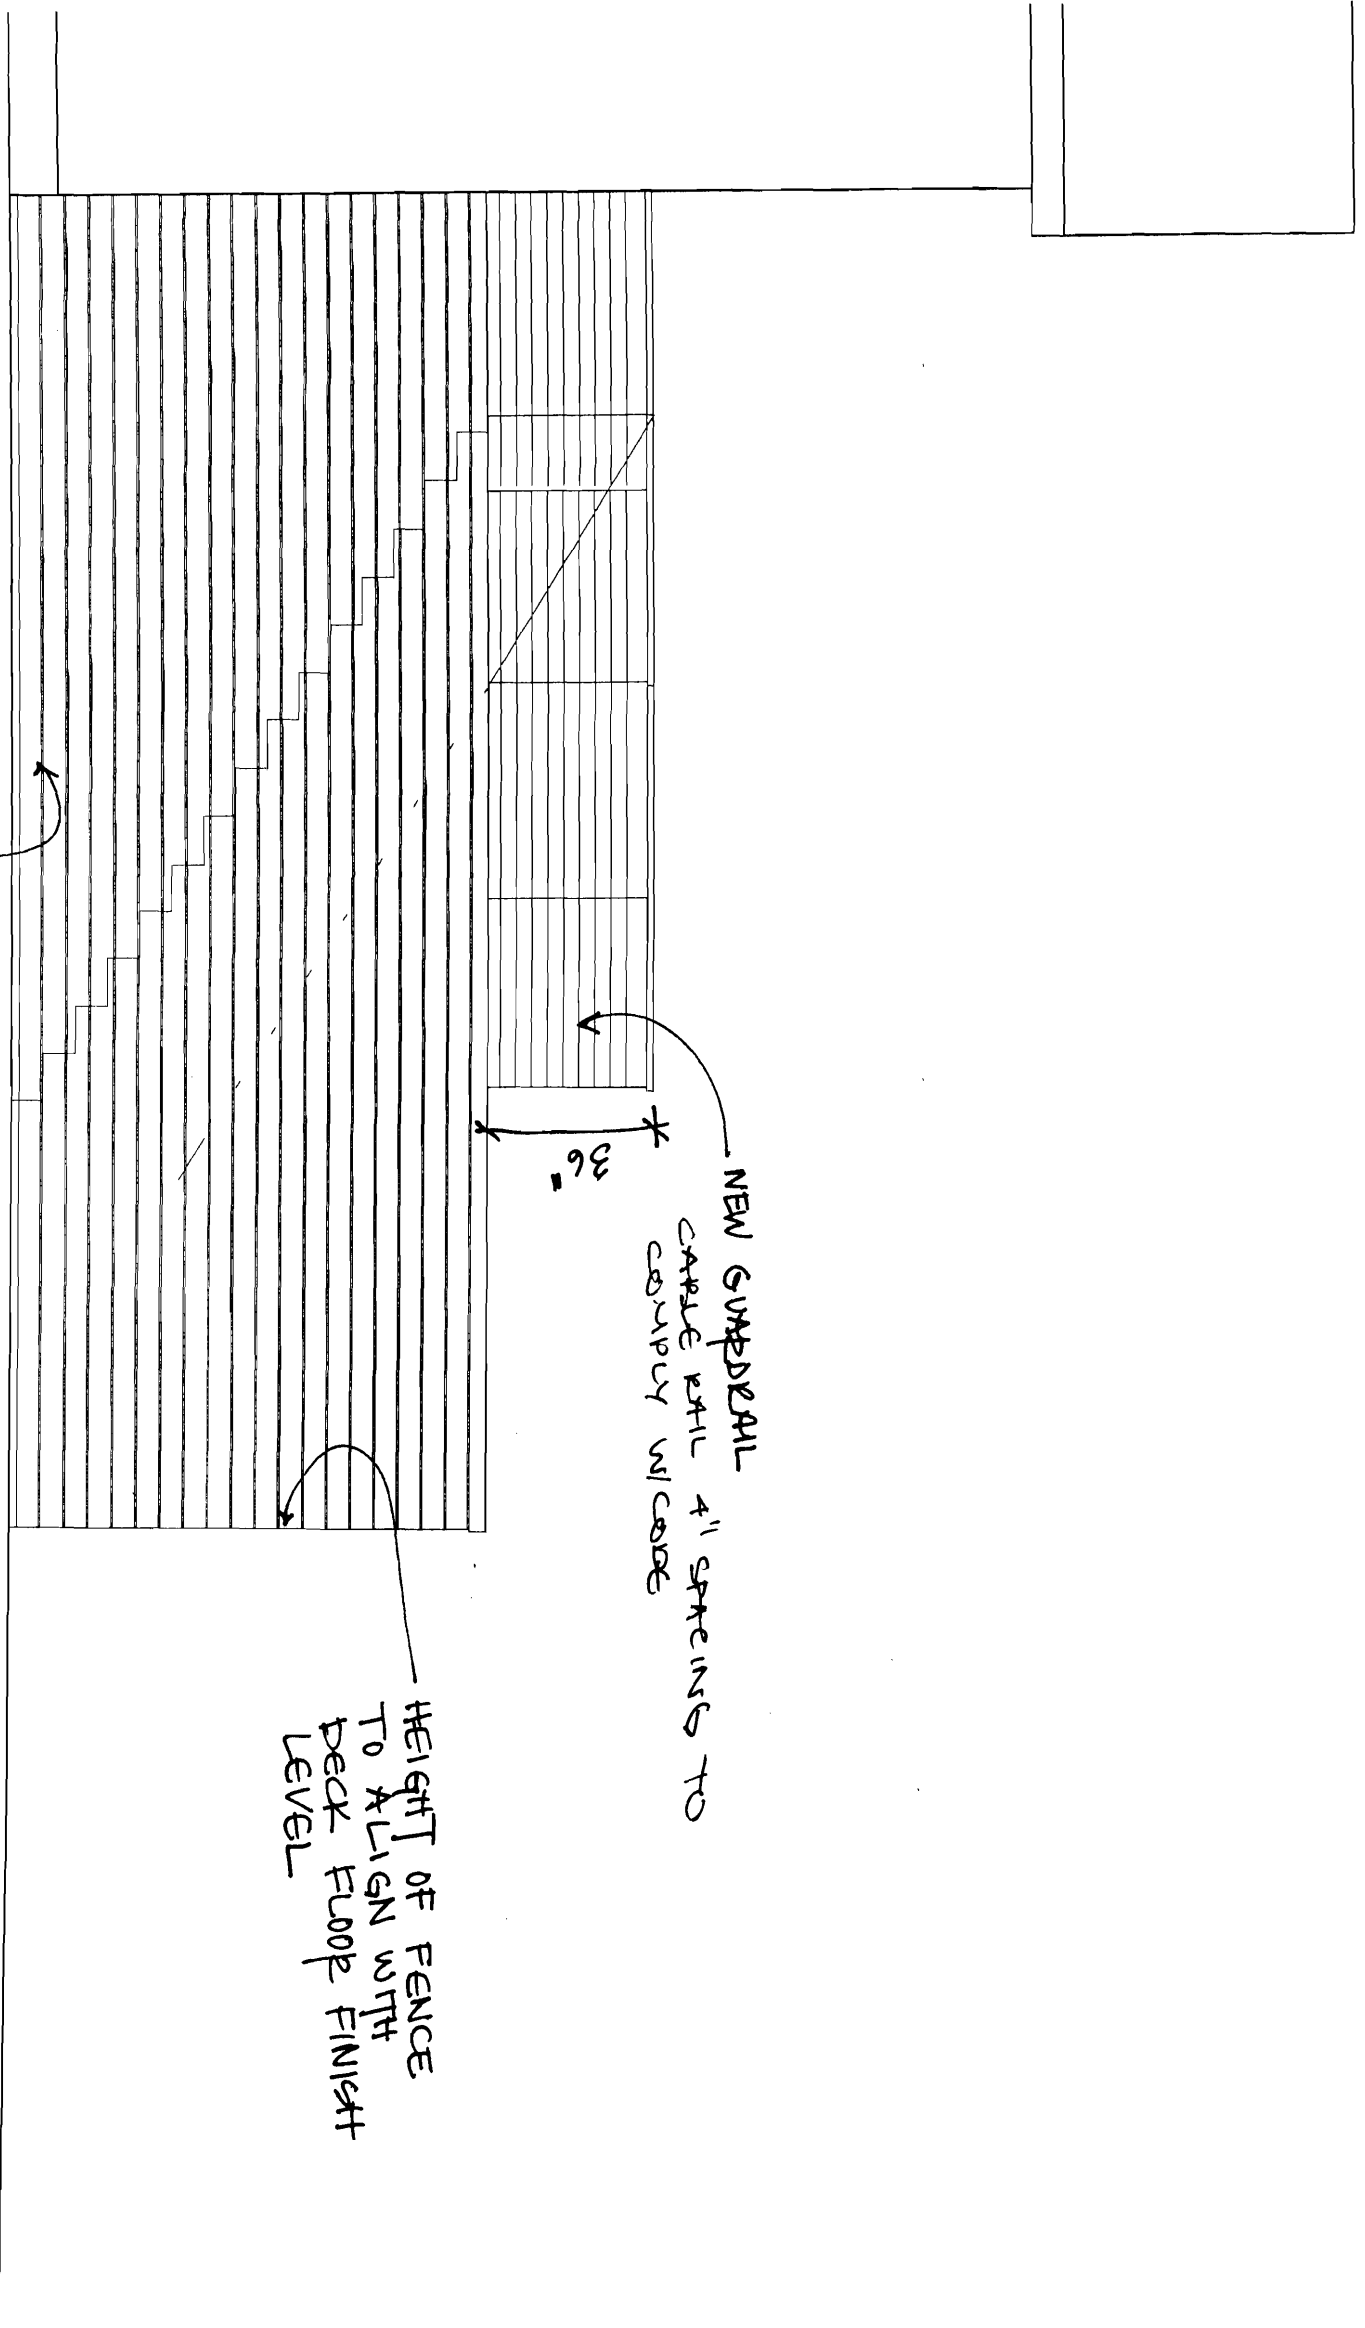 NEW GUARDRAIL
CABLE RAIL 4" SPACING TO
COMPLY W/CODE
36"
HEIGHT OF FENCE
TO ALIGN WITH
DECK FLOOR FINISH
LEVEL